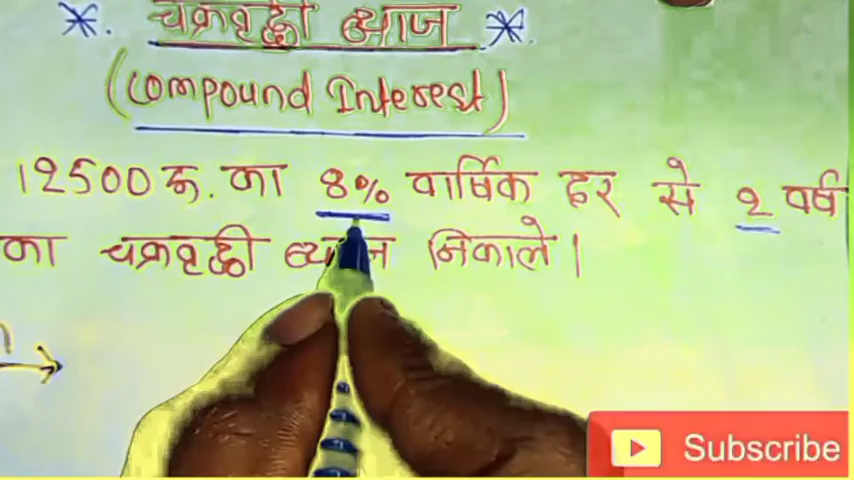 *. चक्रवृद्धी ब्याज *.
(Compound Interest)
12500 रु. का 8% वार्षिक दर से 2 वर्ष
का चक्रवृद्धी ब्याज निकाले।
Subscribe